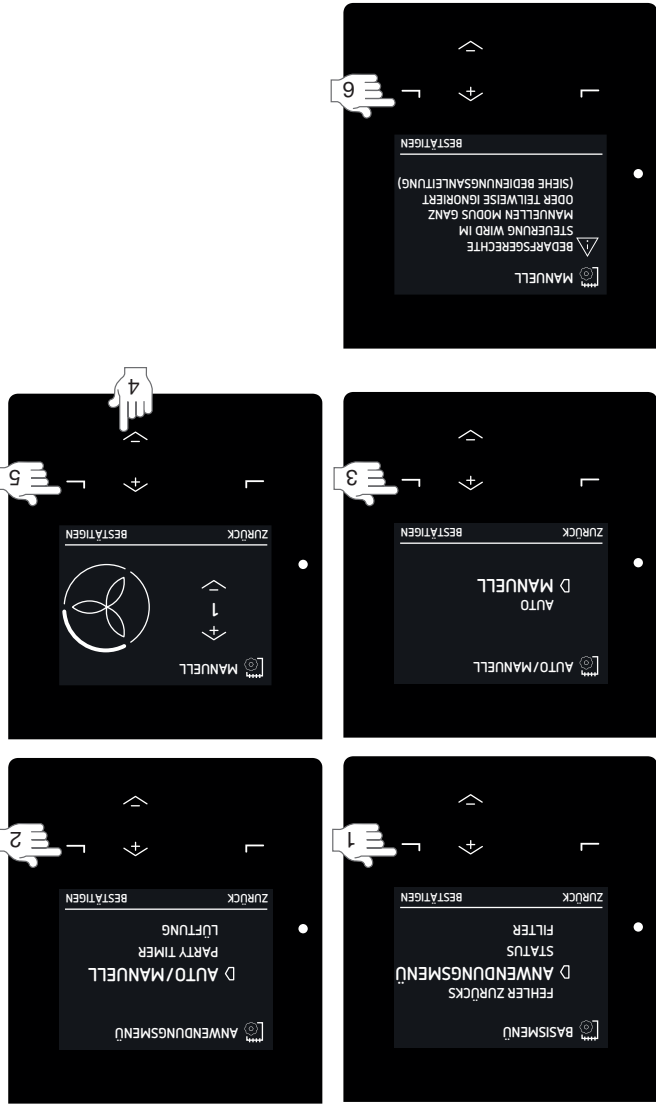 BASISMENÜ
FEHLER ZURÜCKS
ANWENDUNGSMENÜ
STATUS
FILTER
ZURÜCK BESTÄTIGEN
+ 1
−
ANWENDUNGSMENÜ
AUTO/MANUELL
PARTY TIMER
LÜFTUNG
ZURÜCK BESTÄTIGEN
+ 2
−
AUTO/MANUELL
AUTO
MANUELL
ZURÜCK BESTÄTIGEN
+ 3
−
MANUELL
+
1
−
ZURÜCK BESTÄTIGEN
+ 5
−
4
MANUELL
BEDARFSGERECHTE
STEUERUNG WIRD IM
MANUELLEN MODUS GANZ
ODER TEILWEISE IGNORIERT
(SIEHE BEDIENUNGSANLEITUNG)
BESTÄTIGEN
+ 6
−